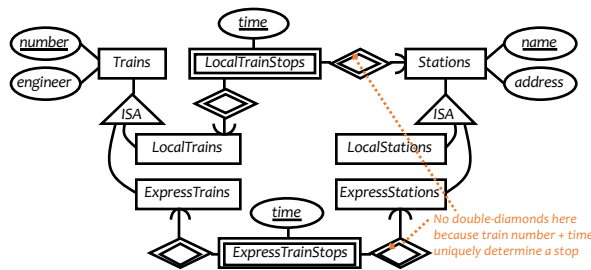 time
number
Trains
LocalTrainStops
Stations
name
engineer
address
ISA
ISA
LocalTrains
LocalStations
ExpressTrains
ExpressStations
time
No double-diamonds here
because train number + time
uniquely determine a stop
ExpressTrainStops